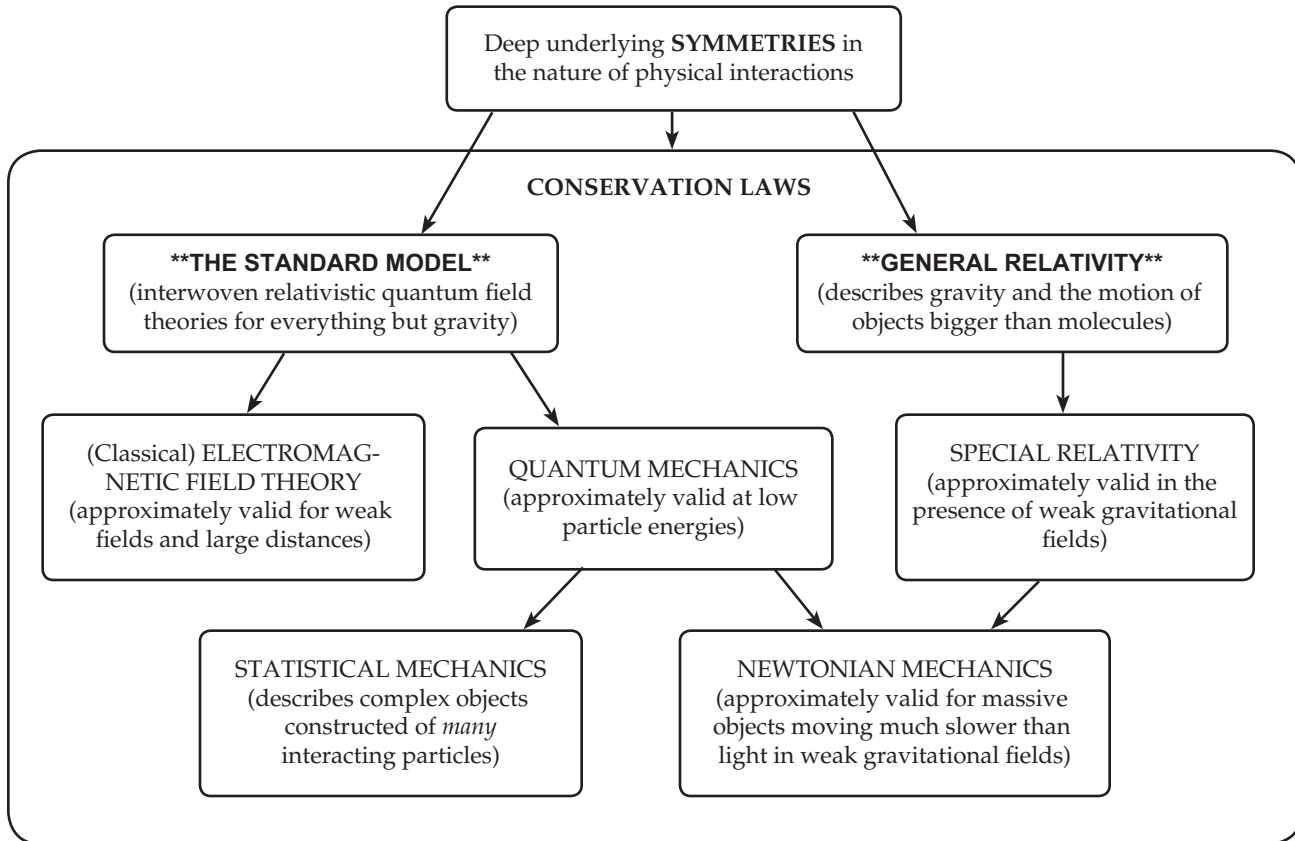 Deep underlying SYMMETRIES in
the nature of physical interactions
CONSERVATION LAWS
**THE STANDARD MODEL**
(interwoven relativistic quantum field
theories for everything but gravity)
**GENERAL RELATIVITY**
(describes gravity and the motion of
objects bigger than molecules)
(Classical) ELECTROMAG-
NETIC FIELD THEORY
(approximately valid for weak
fields and large distances)
QUANTUM MECHANICS
(approximately valid at low
particle energies)
SPECIAL RELATIVITY
(approximately valid in the
presence of weak gravitational
fields)
STATISTICAL MECHANICS
(describes complex objects
constructed of many
interacting particles)
NEWTONIAN MECHANICS
(approximately valid for massive
objects moving much slower than
light in weak gravitational fields)